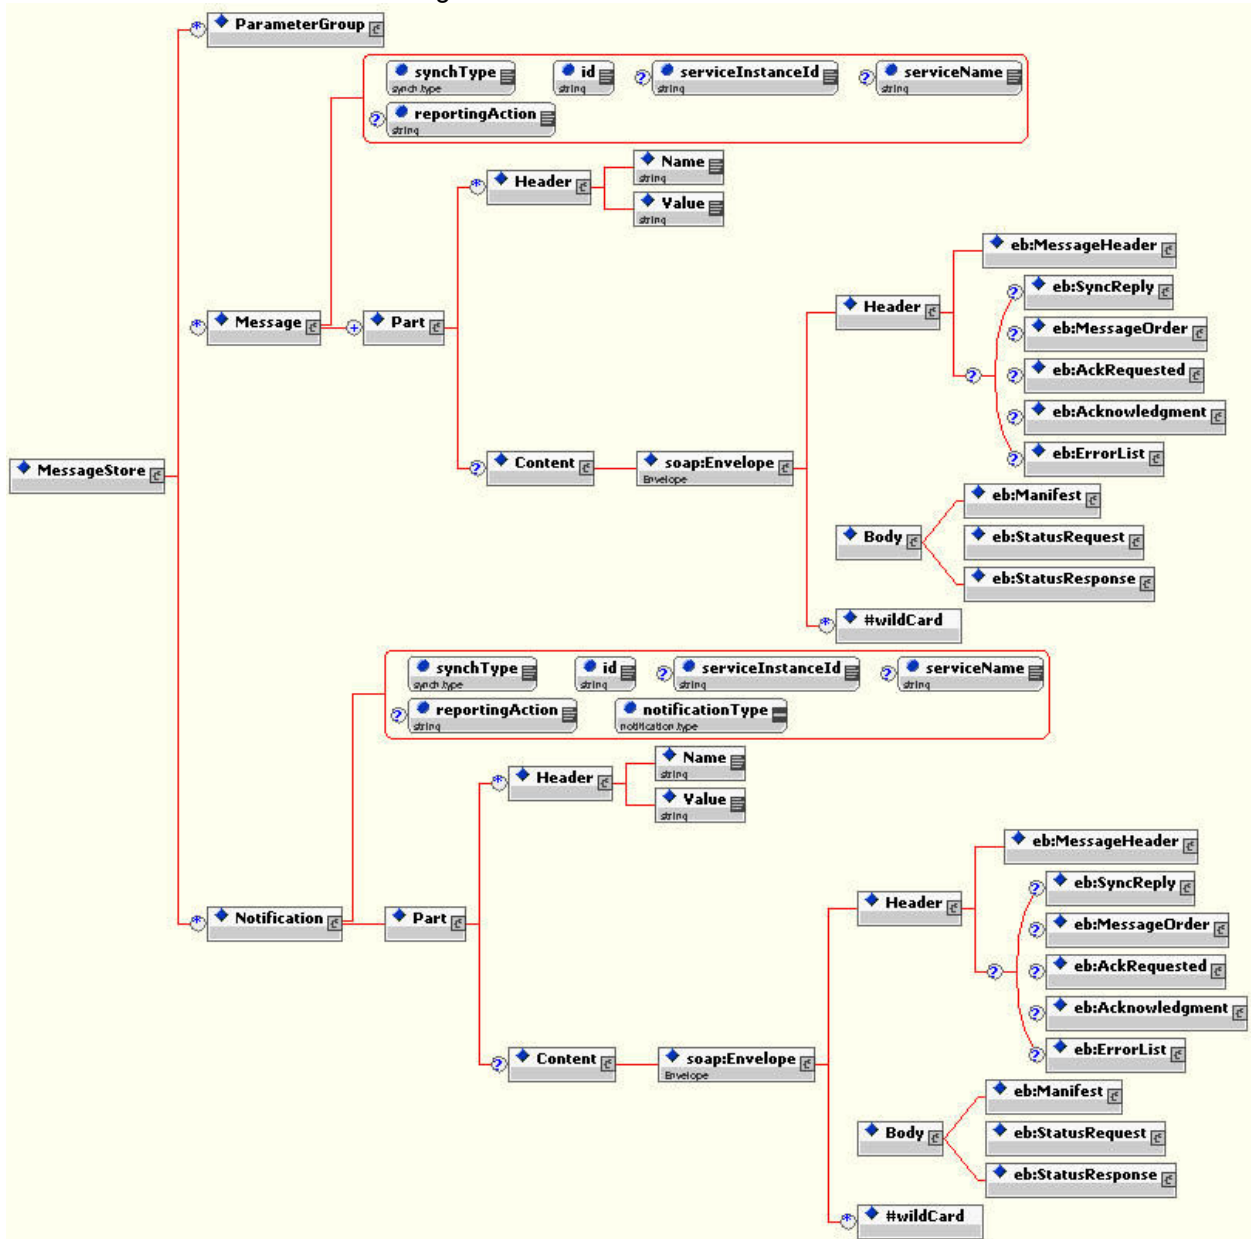 ParameterGroup
synchType id serviceInstanceId serviceName
synch.type string string string
reportingAction
string
Name
string
Header
Value
string
eb:MessageHeader
eb:SyncReply
Header
Message Part
eb:MessageOrder
eb:AckRequested
eb:Acknowledgment
eb:ErrorList
MessageStore
Content soap:Envelope
Envelope
eb:Manifest
Body eb:StatusRequest
eb:StatusResponse
#wildCard
synchType id serviceInstanceId serviceName
synch.type string string string
reportingAction notificationType
string notification.type
Name
string
Header
Value
string
eb:MessageHeader
eb:SyncReply
Header
Notification Part
eb:MessageOrder
eb:AckRequested
eb:Acknowledgment
eb:ErrorList
Content soap:Envelope
Envelope
eb:Manifest
Body eb:StatusRequest
eb:StatusResponse
#wildCard